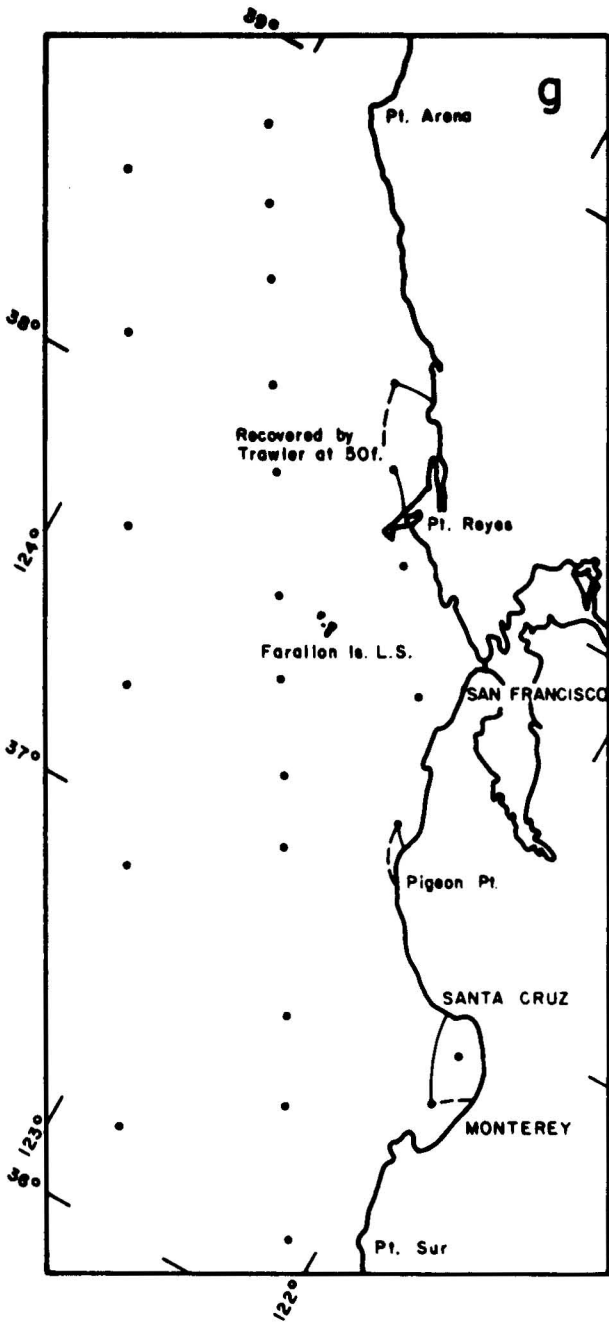 39°
g
Pt. Arena
38°
Recovered by
Trawler at 50f.
Pt. Reyes
124°
Farallon Is. L.S.
SAN FRANCISCO
37°
Pigeon Pt.
SANTA CRUZ
MONTEREY
123°
36°
Pt. Sur
122°